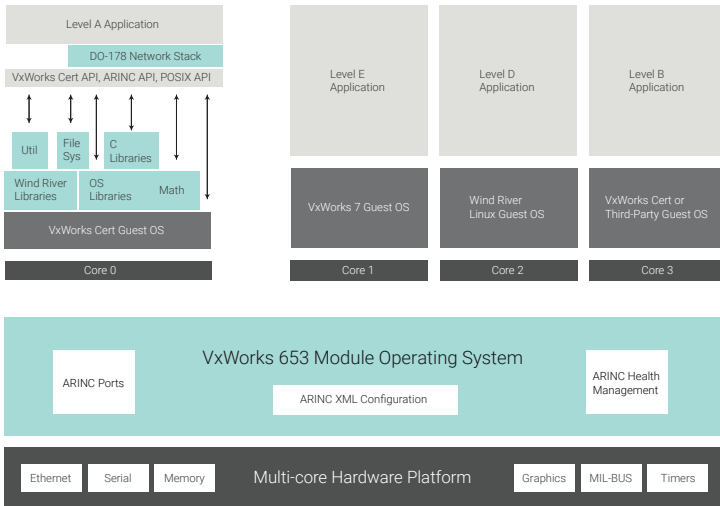 Level A Application
DO-178 Network Stack
VxWorks Cert API, ARINC API, POSIX API
Util
File
Sys
C
Libraries
Wind River
Libraries
OS
Libraries
Math
VxWorks Cert Guest OS
Core 0
Level E
Application
VxWorks 7 Guest OS
Core 1
Level D
Application
Wind River
Linux Guest OS
Core 2
Level B
Application
VxWorks Cert or
Third-Party Guest OS
Core 3
VxWorks 653 Module Operating System
ARINC Ports
ARINC XML Configuration
ARINC Health
Management
Ethernet
Serial
Memory
Multi-core Hardware Platform
Graphics
MIL-BUS
Timers